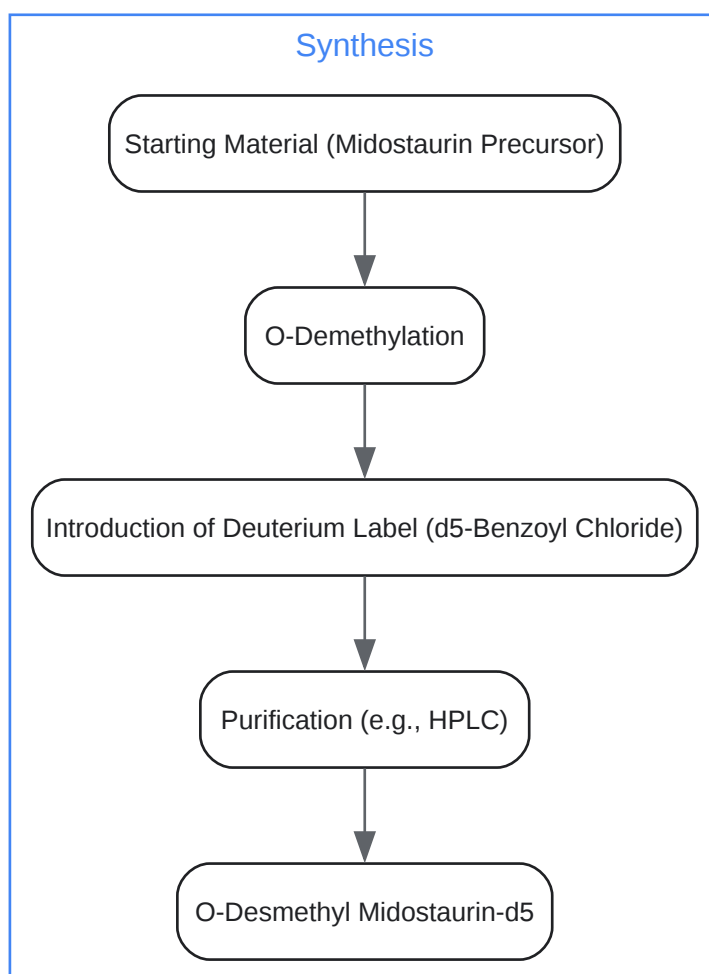 Synthesis
Starting Material (Midostaurin Precursor)
O-Demethylation
Introduction of Deuterium Label (d5-Benzoyl Chloride)
Purification (e.g., HPLC)
O-Desmethyl Midostaurin-d5